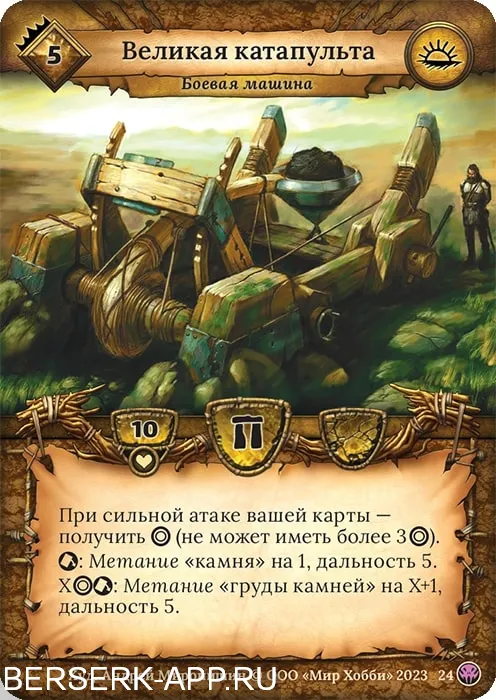 5
Великая катапульта
Боевая машина
10
При сильной атаке вашей карты —
получить (не может иметь более 3 ).
: Метание «камня» на 1, дальность 5.
X : Метание «груды камней» на X+1,
дальность 5.
ООО «Мир Хобби» 2023 24
BERSERK-APP.RU